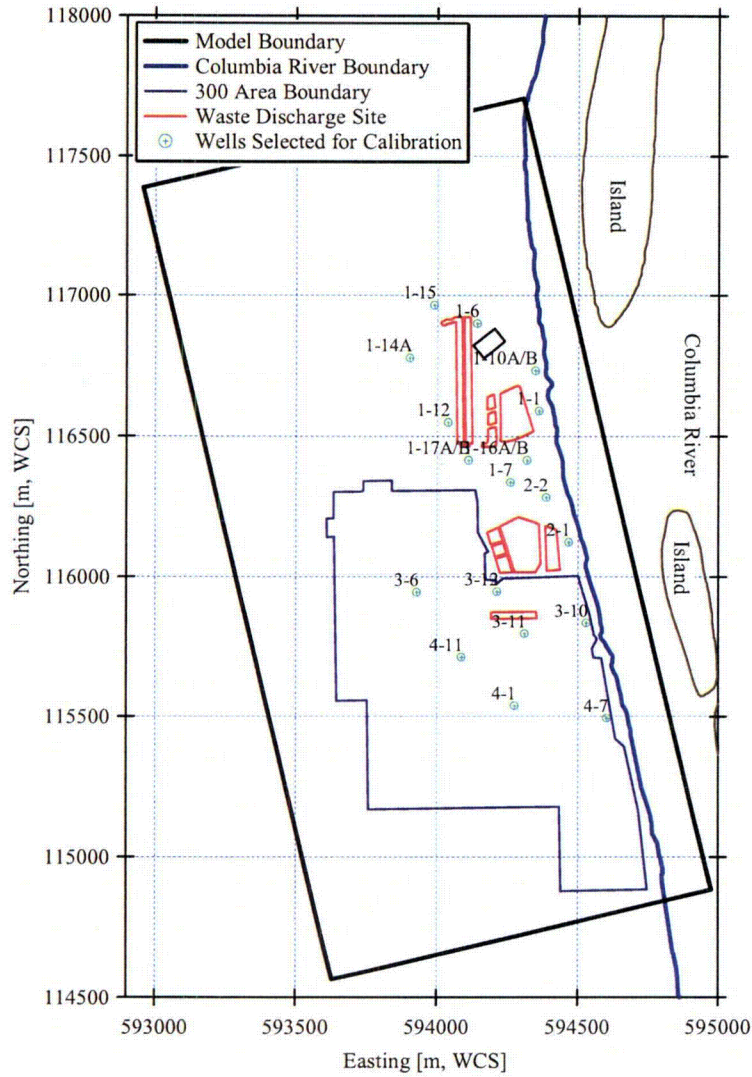 118000
Model Boundary
Columbia River Boundary
300 Area Boundary
Waste Discharge Site
Wells Selected for Calibration
117500
Island
117000
1-15
1-6
1-14A
1-10A/B
Columbia River
1-1
1-12
116500
1-17A/B
1-16A/B
1-7
2-2
2-1
Island
116000
3-6
3-12
3-10
3-11
4-11
115500
4-1
4-7
115000
114500
Northing [m, WCS]
593000 593500 594000 594500 595000
Easting [m, WCS]